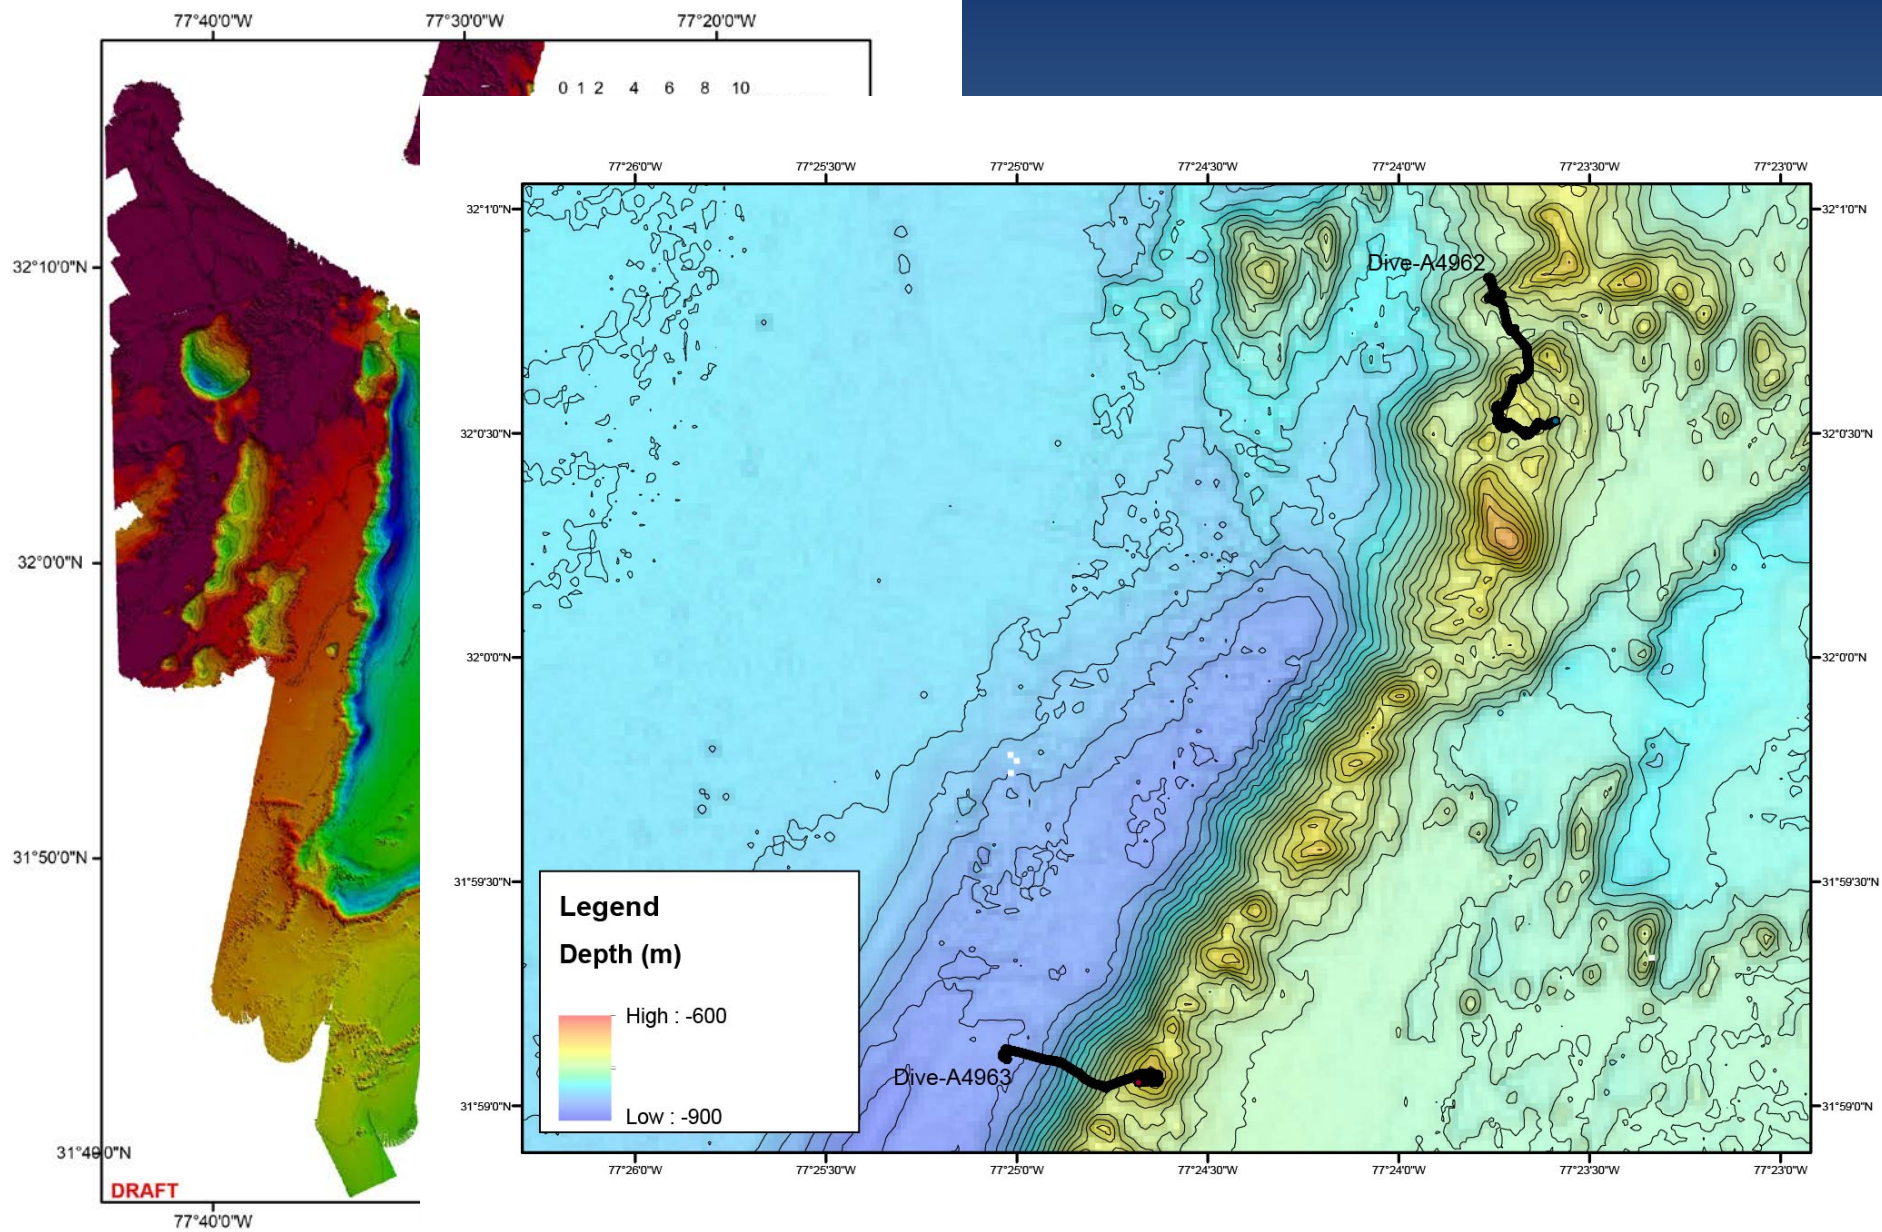 77°40'0"W 77°30'0"W 77°20'0"W
0 1 2 4 6 8 10
32°10'0"N
32°0'0"N
31°50'0"N
31°40'0"N
DRAFT
77°40'0"W
77°26'0"W 77°25'30"W 77°25'0"W 77°24'30"W 77°24'0"W 77°23'30"W 77°23'0"W
32°1'0"N 32°1'0"N
Dive-A4962
32°0'30"N 32°0'30"N
32°0'0"N 32°0'0"N
31°59'30"N 31°59'30"N
Legend
Depth (m)
High : -600
Low : -900
Dive-A4963
31°59'0"N 31°59'0"N
77°26'0"W 77°25'30"W 77°25'0"W 77°24'30"W 77°24'0"W 77°23'30"W 77°23'0"W